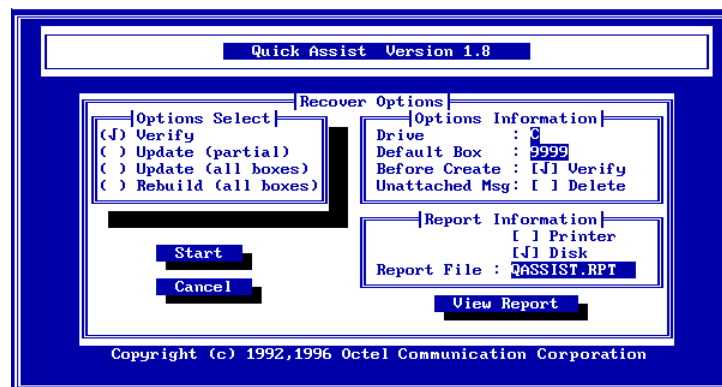 Quick Assist Version 1.8
Recover Options
Options Select
(√) Verify
( ) Update (partial)
( ) Update (all boxes)
( ) Rebuild (all boxes)
Start
Cancel
Options Information
Drive : C
Default Box : 9999
Before Create : [√] Verify
Unattached Msg: [ ] Delete
Report Information
[ ] Printer
[√] Disk
Report File : QASSIST.RPT
View Report
Copyright (c) 1992,1996 Octel Communication Corporation